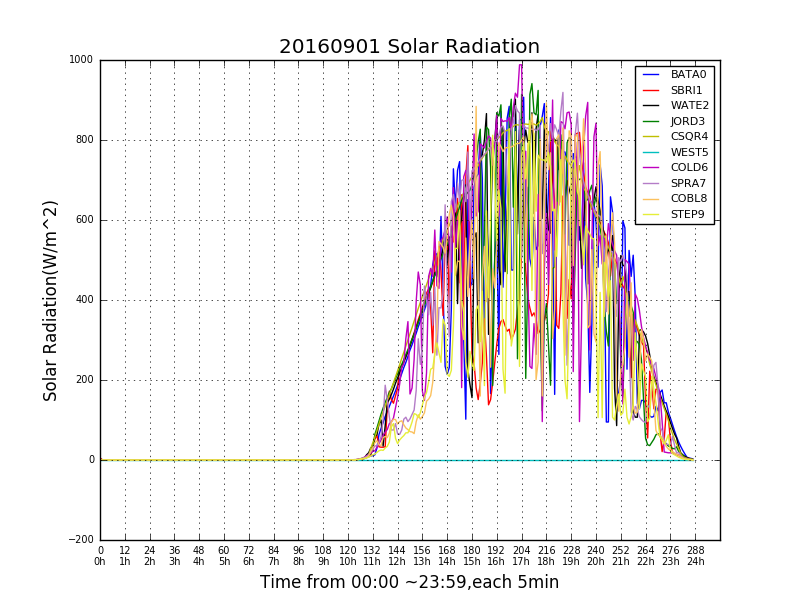 20160901 Solar Radiation
1000
800
600
400
200
0
−200
Solar Radiation(W/m^2)
BATA0
SBRI1
WATE2
JORD3
CSQR4
WEST5
COLD6
SPRA7
COBL8
STEP9
0 12 24 36 48 60 72 84 96 108 120 132 144 156 168 180 192 204 216 228 240 252 264 276 288
0h 1h 2h 3h 4h 5h 6h 7h 8h 9h 10h 11h 12h 13h 14h 15h 16h 17h 18h 19h 20h 21h 22h 23h 24h
Time from 00:00 ~23:59,each 5min